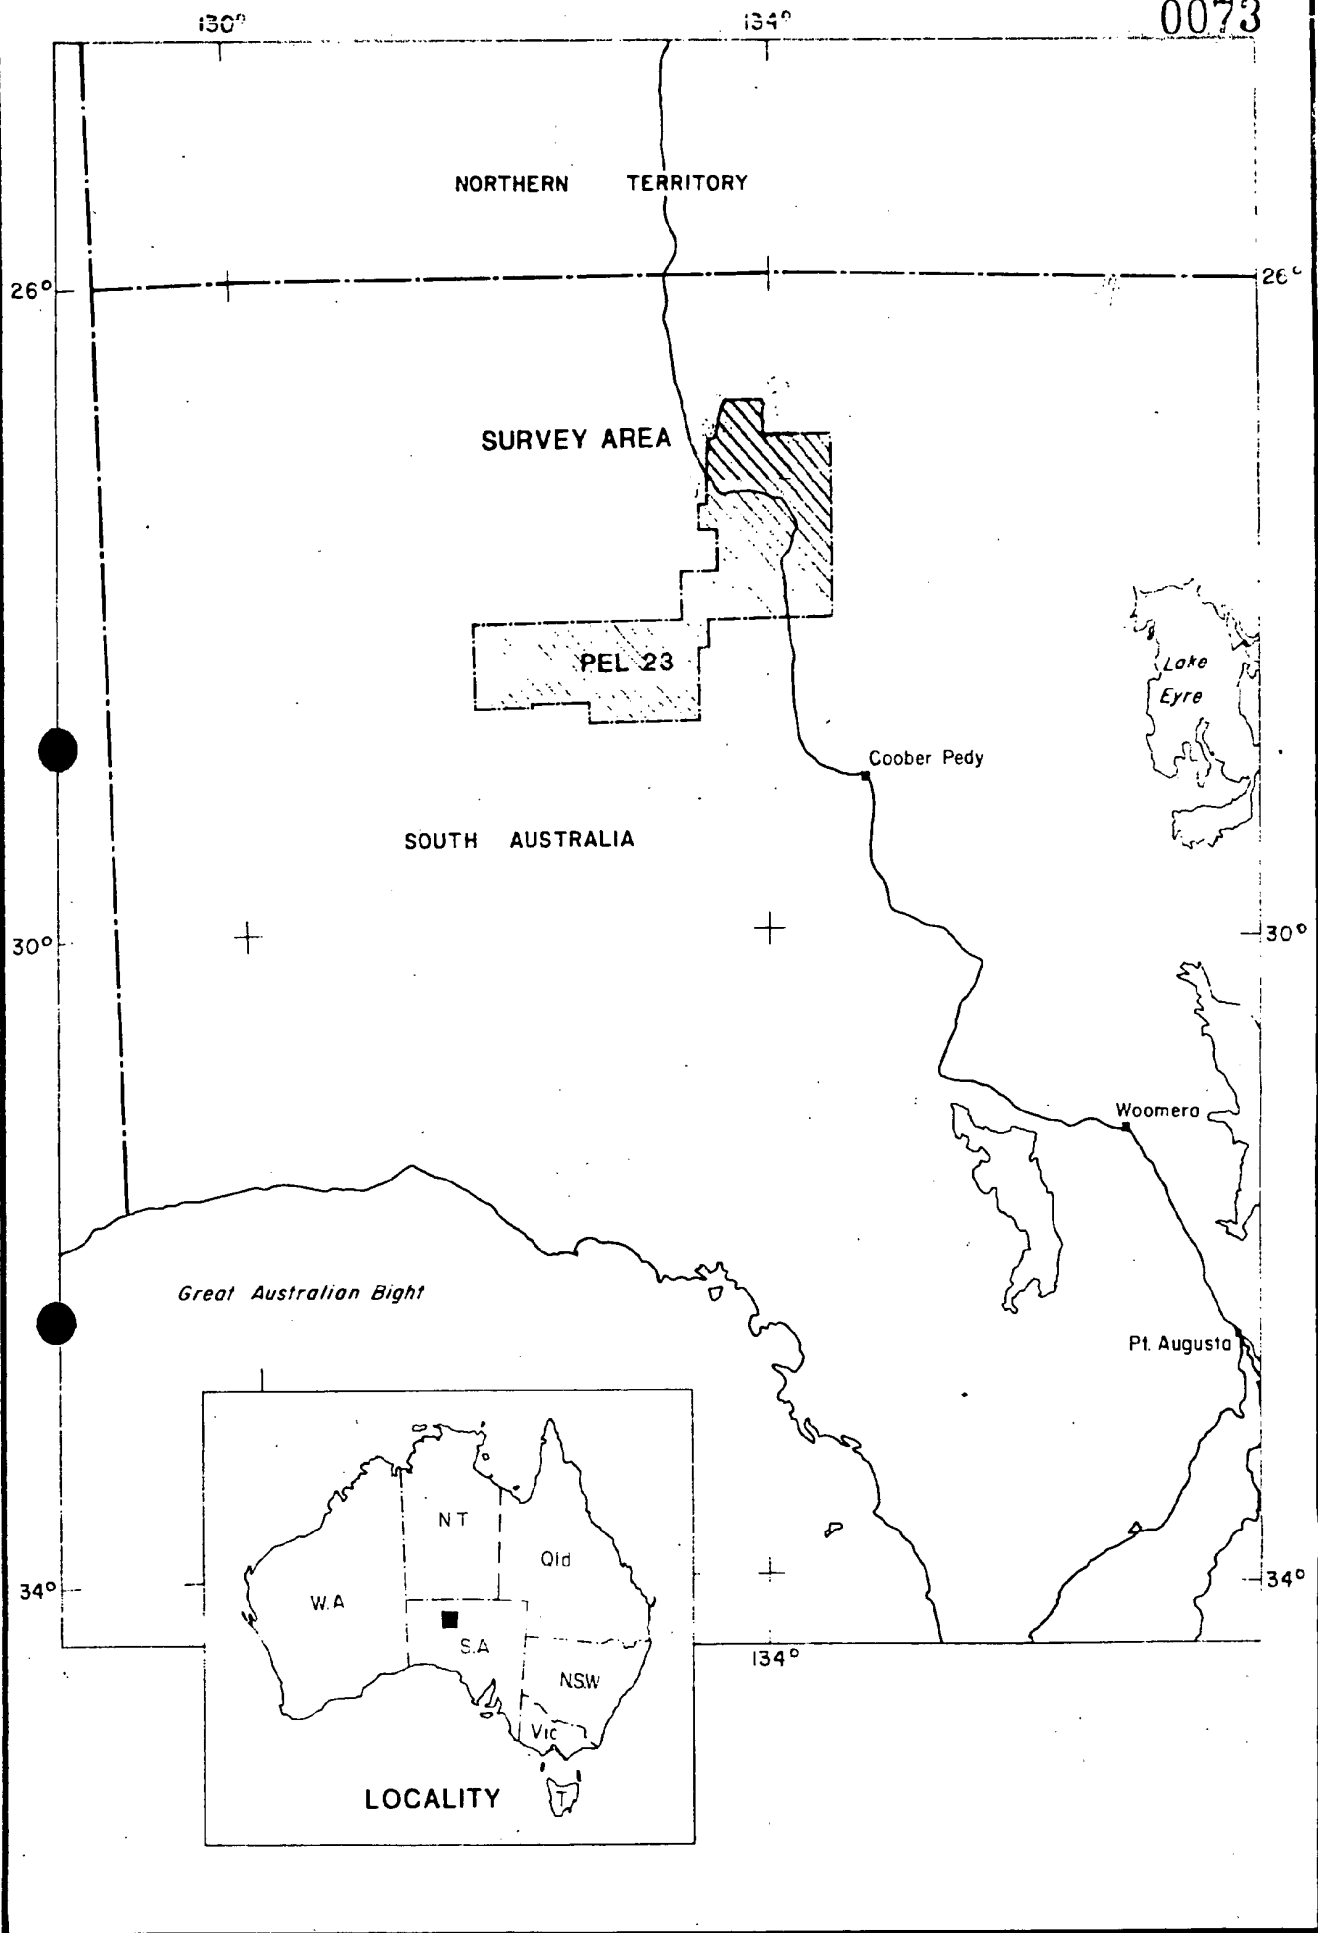 0073
130° 134°
NORTHERN TERRITORY
26° 26°
SURVEY AREA
PEL 23
Lake
Eyre
Coober Pedy
SOUTH AUSTRALIA
30° 30°
Woomera
Great Australian Bight
Pt. Augusta
34° 34°
134°
N T
Qld
W.A
S.A
N.S.W
Vic
T
LOCALITY